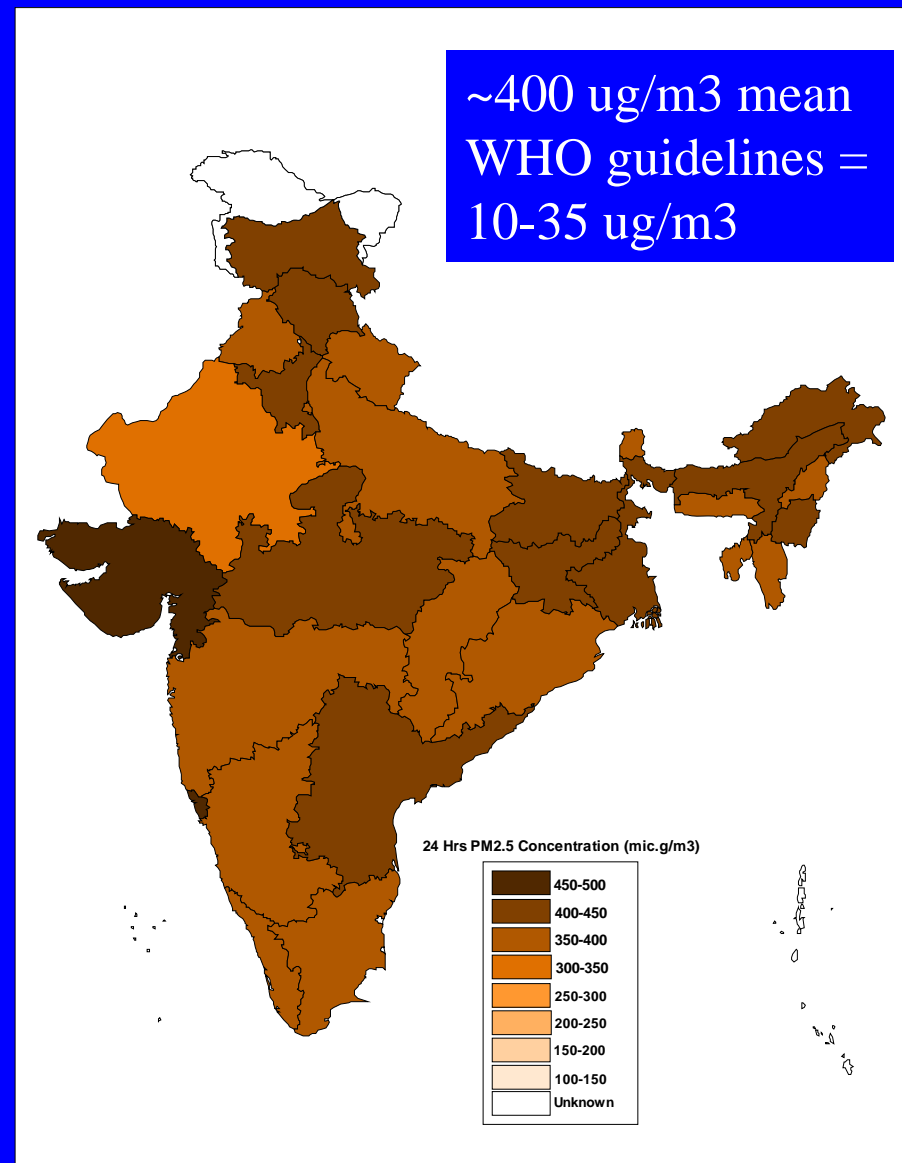 ~400 ug/m3 mean
WHO guidelines =
10-35 ug/m3
24 Hrs PM2.5 Concentration (mic.g/m3)
450-500
400-450
350-400
300-350
250-300
200-250
150-200
100-150
Unknown